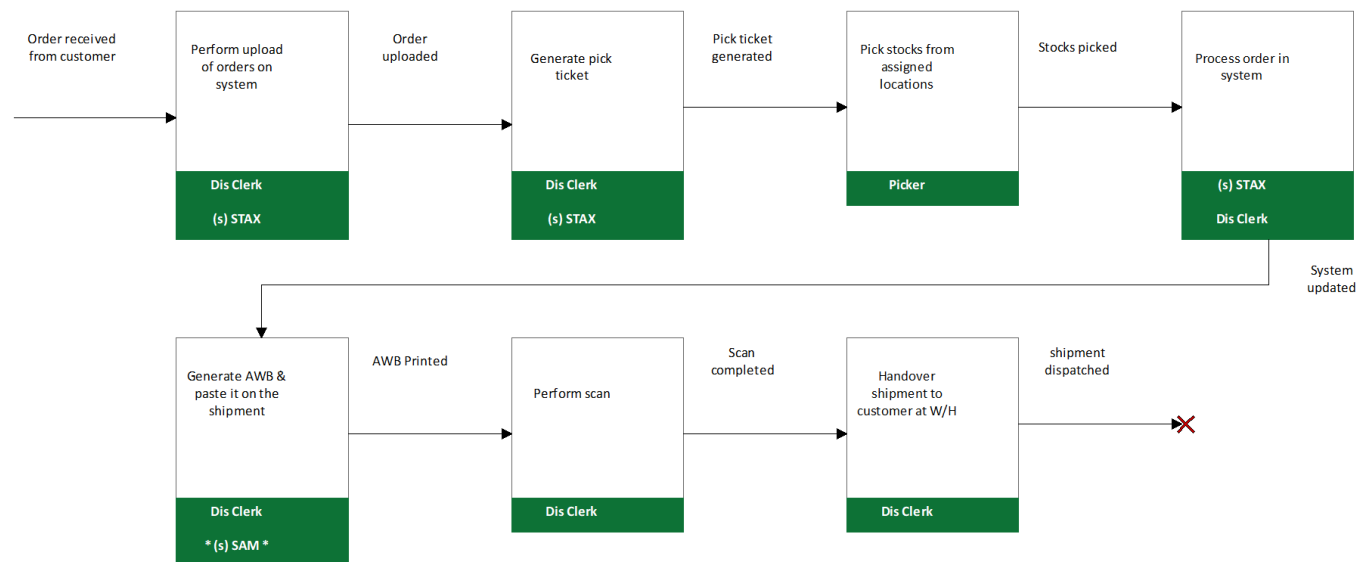 Order received
from customer
Perform upload
of orders on
system
Dis Clerk
(s) STAX
Order
uploaded
Generate pick
ticket
Dis Clerk
(s) STAX
Pick ticket
generated
Pick stocks from
assigned
locations
Picker
Stocks picked
Process order in
system
(s) STAX
Dis Clerk
System
updated
Generate AWB &
paste it on the
shipment
Dis Clerk
* (s) SAM *
AWB Printed
Perform scan
Dis Clerk
Scan
completed
Handover
shipment to
customer at W/H
Dis Clerk
shipment
dispatched